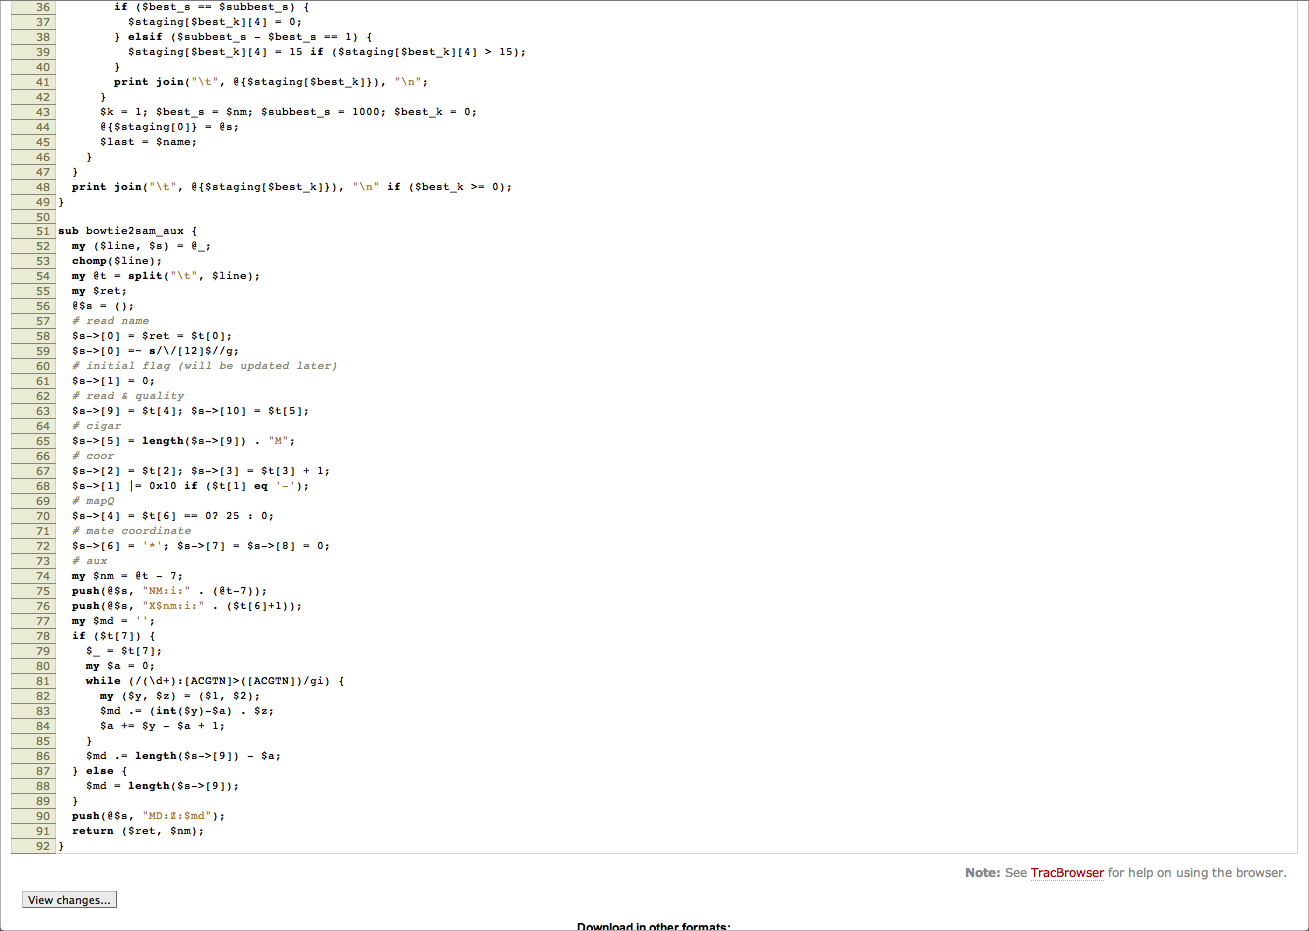 36 if ($best_s == $subbest_s) {
37 $staging[$best_k][4] = 0;
38 } elsif ($subbest_s - $best_s == 1) {
39 $staging[$best_k][4] = 15 if ($staging[$best_k][4] > 15);
40 }
41 print join("\t", @{$staging[$best_k]}), "\n";
42 }
43 $k = 1; $best_s = $nm; $subbest_s = 1000; $best_k = 0;
44 @{$staging[0]} = @s;
45 $last = $name;
46 }
47 }
48 print join("\t", @{$staging[$best_k]}), "\n" if ($best_k >= 0);
49 }
50
51 sub bowtie2sam_aux {
52 my ($line, $s) = @_;
53 chomp($line);
54 my @t = split("\t", $line);
55 my $ret;
56 @$s = ();
57 # read name
58 $s->[0] = $ret = $t[0];
59 $s->[0] =~ s/\/[12]$//g;
60 # initial flag (will be updated later)
61 $s->[1] = 0;
62 # read & quality
63 $s->[9] = $t[4]; $s->[10] = $t[5];
64 # cigar
65 $s->[5] = length($s->[9]) . "M";
66 # coor
67 $s->[2] = $t[2]; $s->[3] = $t[3] + 1;
68 $s->[1] |= 0x10 if ($t[1] eq '-');
69 # mapQ
70 $s->[4] = $t[6] == 0? 25 : 0;
71 # mate coordinate
72 $s->[6] = '*'; $s->[7] = $s->[8] = 0;
73 # aux
74 my $nm = @t - 7;
75 push(@$s, "NM:i:" . (@t-7));
76 push(@$s, "X$nm:i:" . ($t[6]+1));
77 my $md = '';
78 if ($t[7]) {
79 $_ = $t[7];
80 my $a = 0;
81 while (/(\d+):[ACGTN]>([ACGTN])/gi) {
82 my ($y, $z) = ($1, $2);
83 $md .= (int($y)-$a) . $z;
84 $a += $y - $a + 1;
85 }
86 $md .= length($s->[9]) - $a;
87 } else {
88 $md = length($s->[9]);
89 }
90 push(@$s, "MD:Z:$md");
91 return ($ret, $nm);
92 }
Note: See TracBrowser for help on using the browser.
View changes...
Download in other formats: